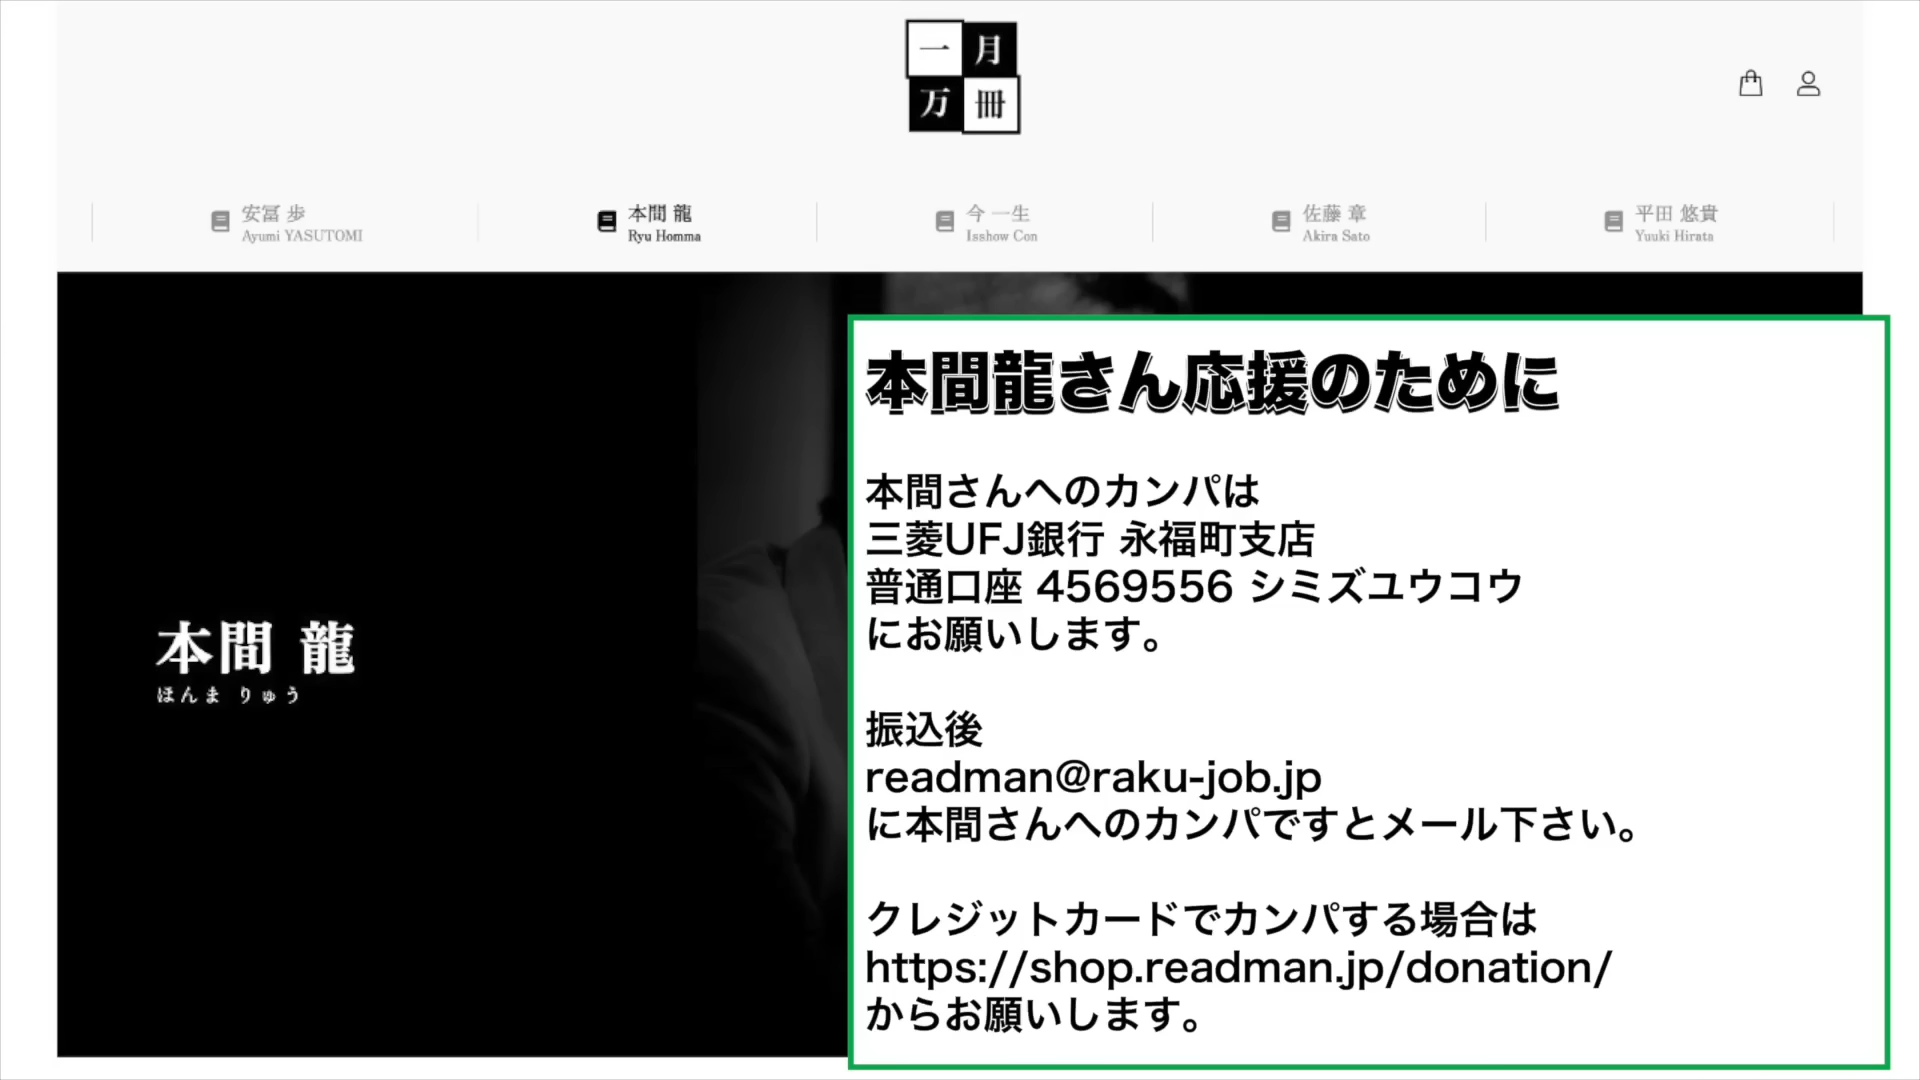 一月
万冊
安冨 歩
Ayumi YASUTOMI
本間 龍
Ryu Homma
今 一生
Isshow Con
佐藤 章
Akira Sato
平田 悠貴
Yuuki Hirata
本間 龍
ほんま りゅう
本間龍さん応援のために
本間さんへのカンパは
三菱UFJ銀行 永福町支店
普通口座 4569556 シミズユウコウ
にお願いします。
振込後
readman@raku-job.jp
に本間さんへのカンパですとメール下さい。
クレジットカードでカンパする場合は
https://shop.readman.jp/donation/
からお願いします。